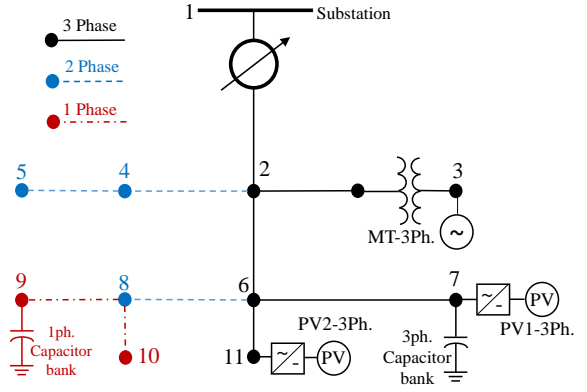 1
Substation
3 Phase
2 Phase
1 Phase
5
4
2
3
~
MT-3Ph.
9
8
6
7
~
-
PV
PV1-3Ph.
1ph.
Capacitor
bank
10
11
~
-
PV
PV2-3Ph.
3ph.
Capacitor
bank